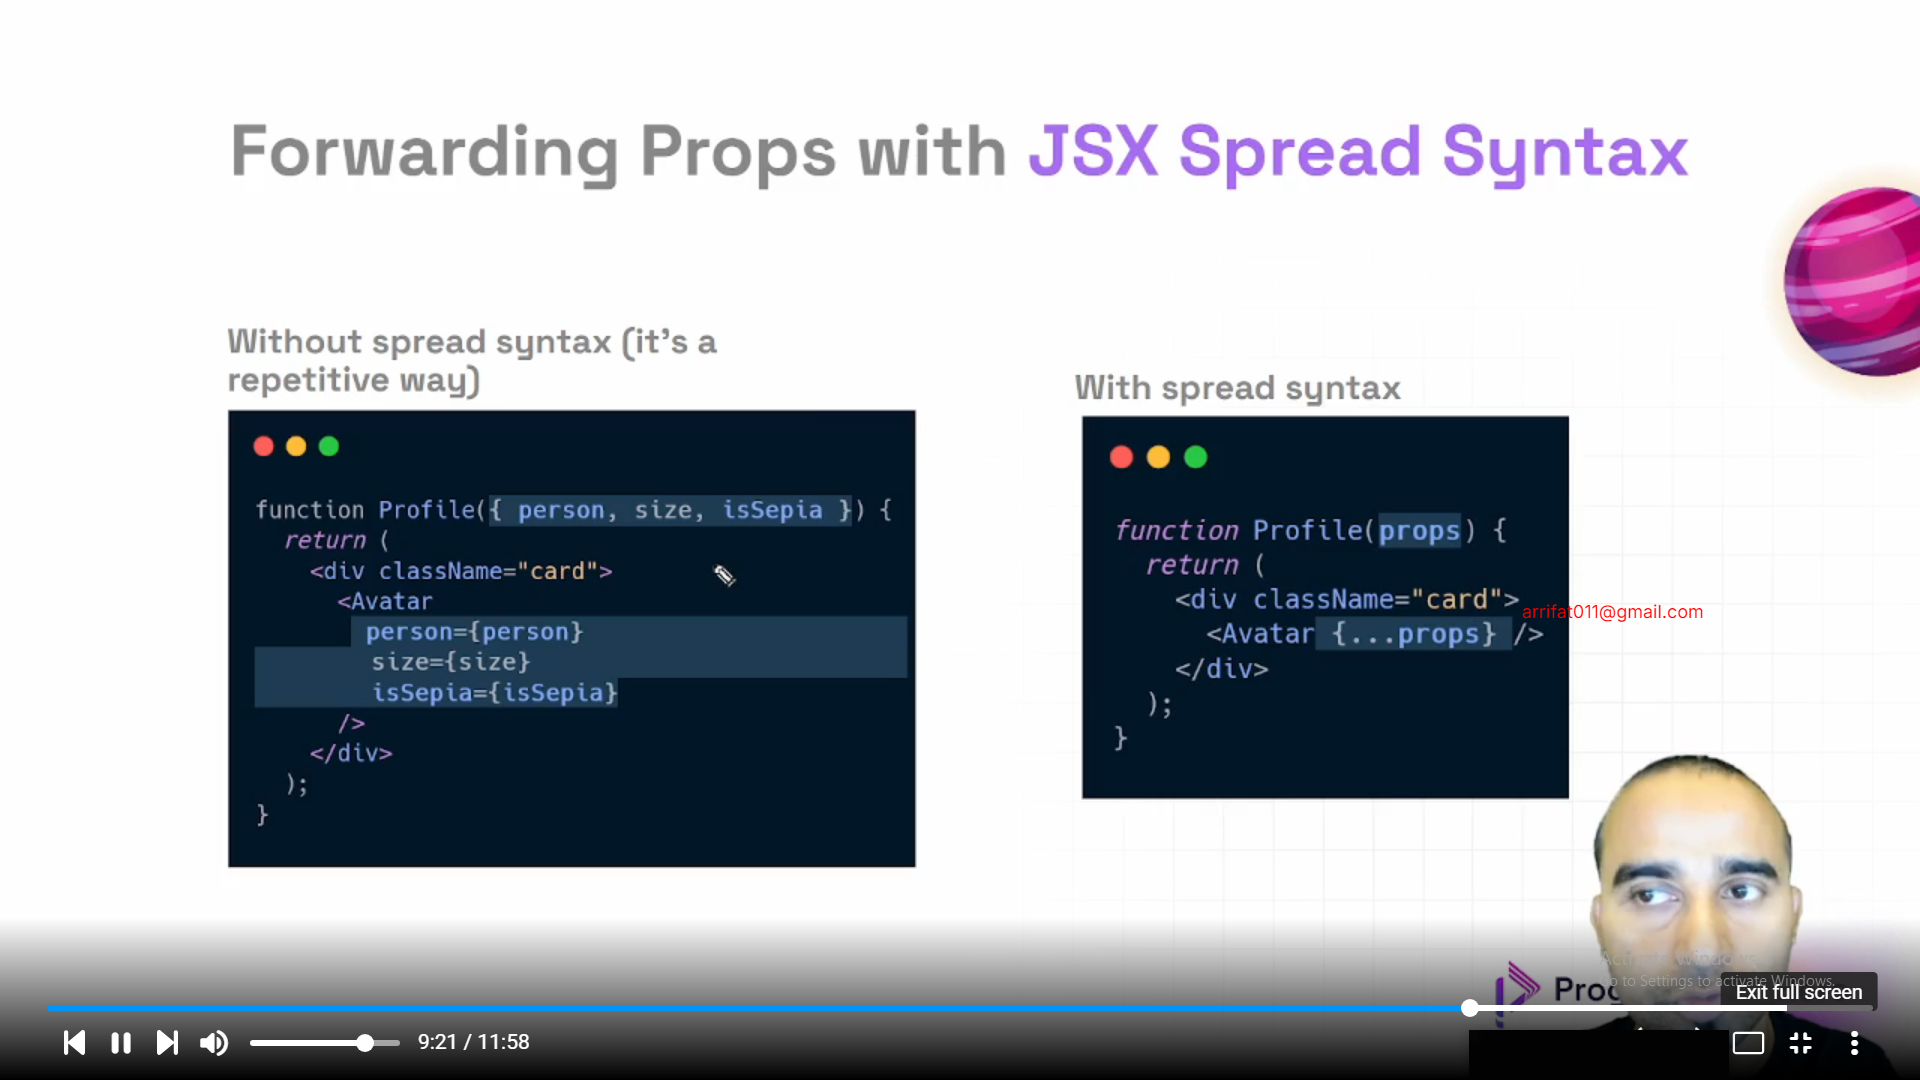 Forwarding Props with JSX Spread Syntax
Without spread syntax (it's a
repetitive way)
function Profile({ person, size, isSepia }) {
return (
<div className="card">
<Avatar
person={person}
size={size}
isSepia={isSepia}
/>
</div>
);
}
With spread syntax
function Profile(props) {
return (
<div className="card">
<Avatar {...props} />
</div>
);
}
arrifat011@gmail.com
Activate Windows
to Settings to activate Windows.
Exit full screen
9:21 / 11:58